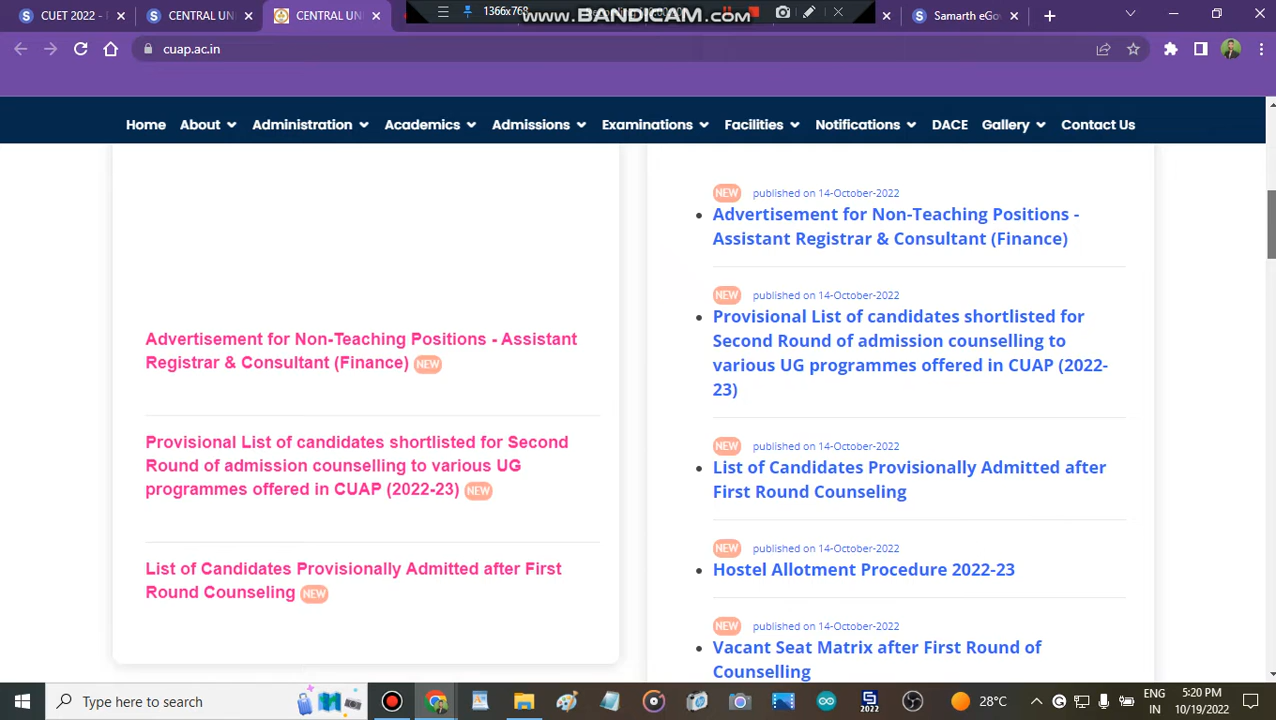 CUET 2022 -
CENTRAL UN
CENTRAL UN
1366x768
www.BANDICAM.com
Samarth eGo
cuap.ac.in
Home About Administration Academics Admissions Examinations Facilities Notifications DACE Gallery Contact Us
Advertisement for Non-Teaching Positions - Assistant
Registrar & Consultant (Finance) NEW
Provisional List of candidates shortlisted for Second
Round of admission counselling to various UG
programmes offered in CUAP (2022-23) NEW
List of Candidates Provisionally Admitted after First
Round Counseling NEW
NEW published on 14-October-2022
Advertisement for Non-Teaching Positions -
Assistant Registrar & Consultant (Finance)
NEW published on 14-October-2022
Provisional List of candidates shortlisted for
Second Round of admission counselling to
various UG programmes offered in CUAP (2022-
23)
NEW published on 14-October-2022
List of Candidates Provisionally Admitted after
First Round Counseling
NEW published on 14-October-2022
Hostel Allotment Procedure 2022-23
NEW published on 14-October-2022
Vacant Seat Matrix after First Round of
Counselling
Type here to search
2022
28°C
ENG
IN
5:20 PM
10/19/2022